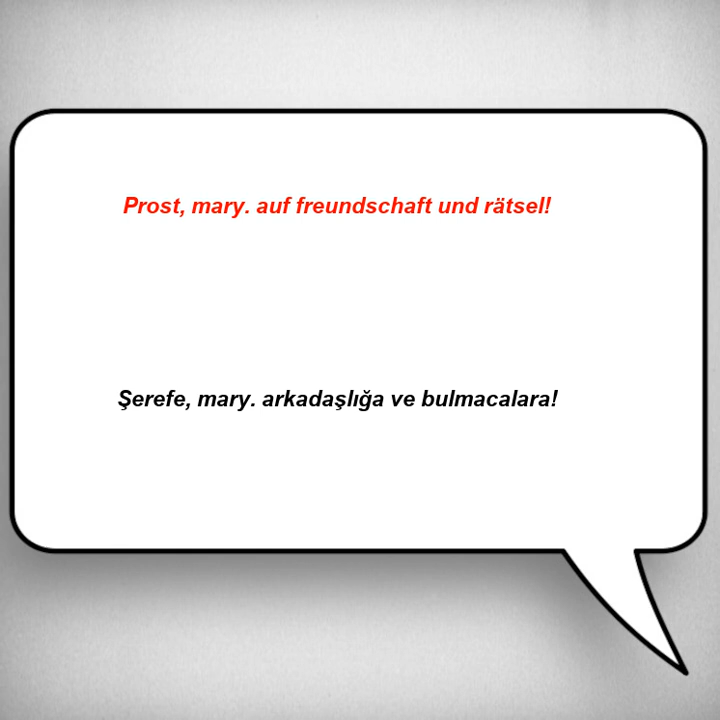 Prost, mary. auf freundschaft und rätsel!
Şerefe, mary. arkadaşlığa ve bulmacalara!